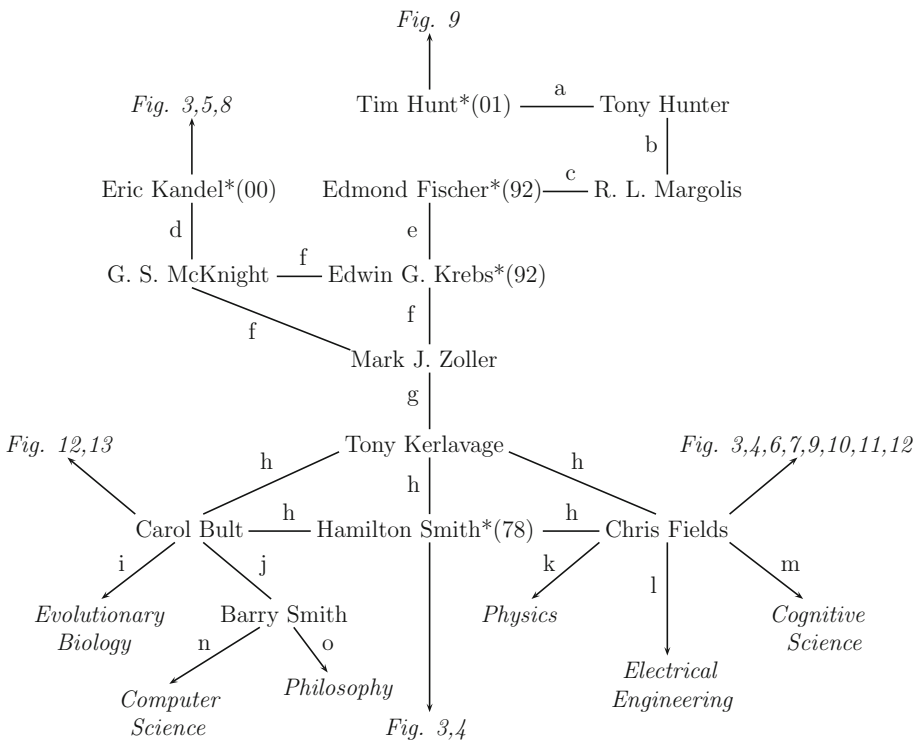 Fig. 9
a
Fig. 3,5,8
Tim Hunt*(01)
Tony Hunter
b
c
Eric Kandel*(00)
Edmond Fischer*(92)
R. L. Margolis
d
e
f
G. S. McKnight
Edwin G. Krebs*(92)
f
f
Mark J. Zoller
g
Fig. 12,13
Tony Kerlavage
Fig. 3,4,6,7,9,10,11,12
h
h
h
h
h
Carol Bult
Hamilton Smith*(78)
Chris Fields
i
j
k
l
m
Evolutionary
Biology
Barry Smith
Physics
Cognitive
Science
n
o
Computer
Science
Philosophy
Electrical
Engineering
Fig. 3,4